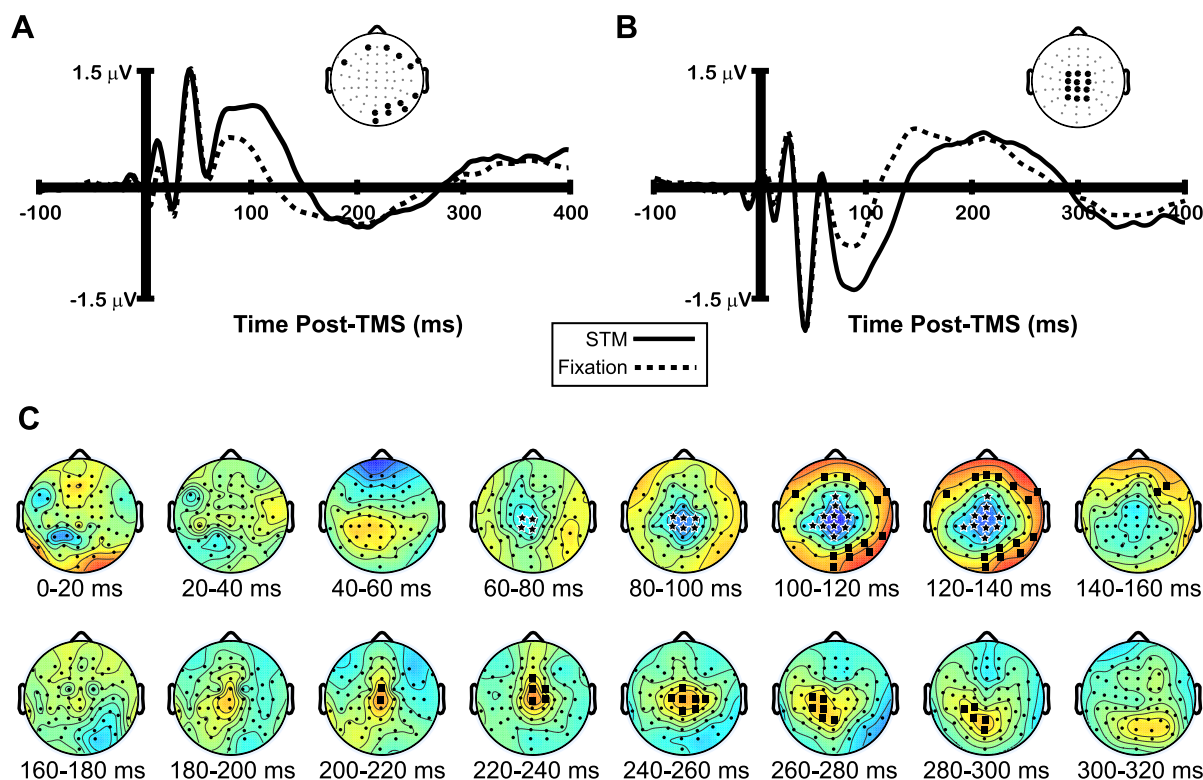 A
B
1.5 μV
1.5 μV
-100
100
200
300
400
-100
100
200
300
400
-1.5 μV
-1.5 μV
Time Post-TMS (ms)
Time Post-TMS (ms)
STM
Fixation
C
0-20 ms
20-40 ms
40-60 ms
60-80 ms
80-100 ms
100-120 ms
120-140 ms
140-160 ms
160-180 ms
180-200 ms
200-220 ms
220-240 ms
240-260 ms
260-280 ms
280-300 ms
300-320 ms